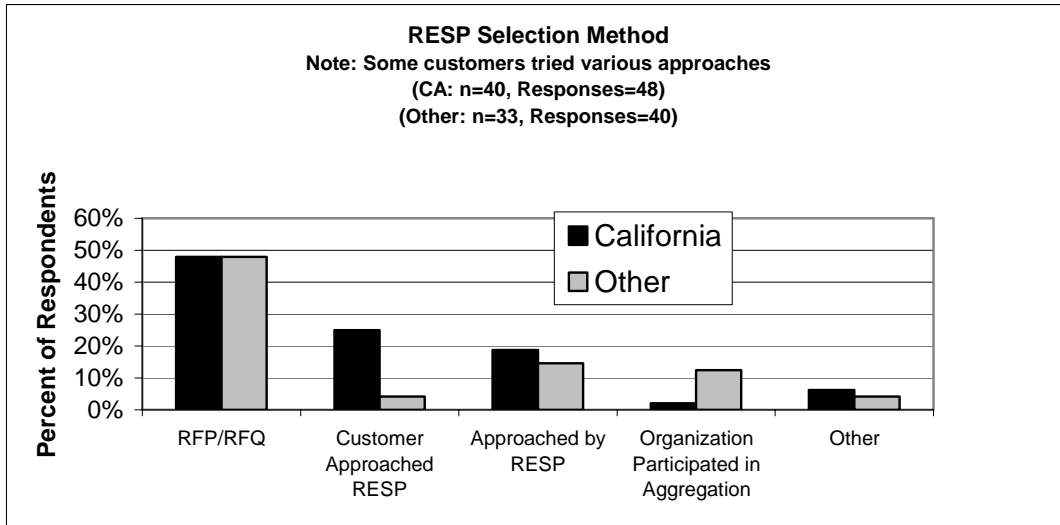 RESP Selection Method
Note: Some customers tried various approaches
(CA: n=40, Responses=48)
(Other: n=33, Responses=40)
Percent of Respondents
60%
50%
40%
30%
20%
10%
0%
California
Other
RFP/RFQ
Customer
Approached
RESP
Approached by
RESP
Organization
Participated in
Aggregation
Other